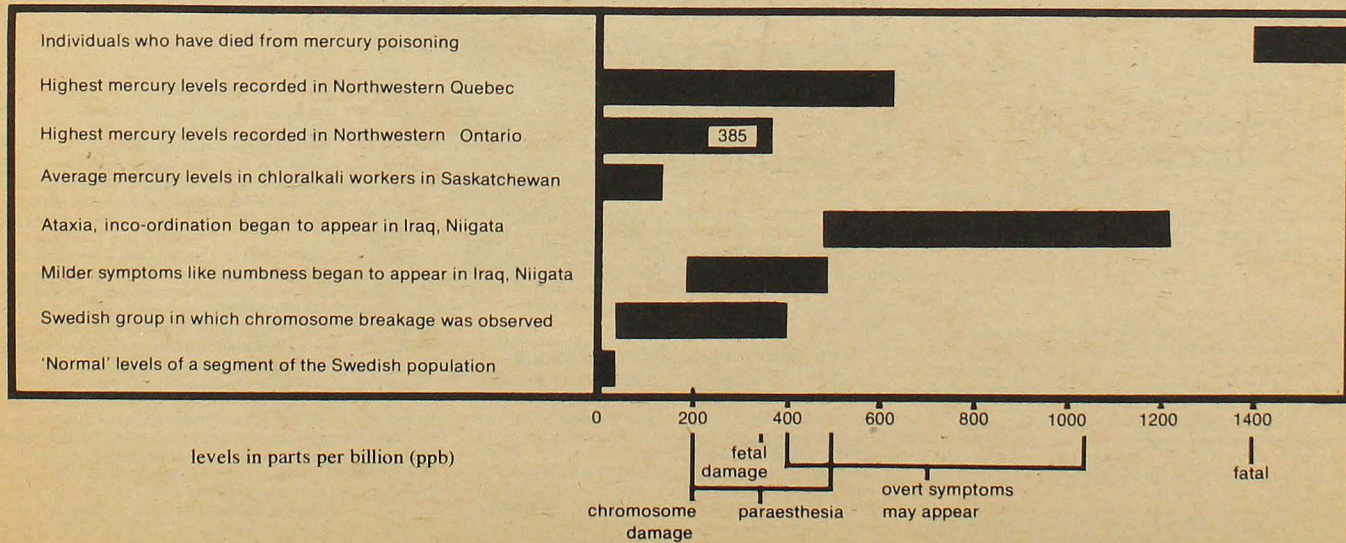 Individuals who have died from mercury poisoning
Highest mercury levels recorded in Northwestern Quebec
Highest mercury levels recorded in Northwestern Ontario
385
Average mercury levels in chloralkali workers in Saskatchewan
Ataxia, inco-ordination began to appear in Iraq, Niigata
Milder symptoms like numbness began to appear in Iraq, Niigata
Swedish group in which chromosome breakage was observed
'Normal' levels of a segment of the Swedish population
0 200 400 600 800 1000 1200 1400
levels in parts per billion (ppb)
fetal
damage
fatal
overt symptoms
may appear
chromosome
damage
paraesthesia